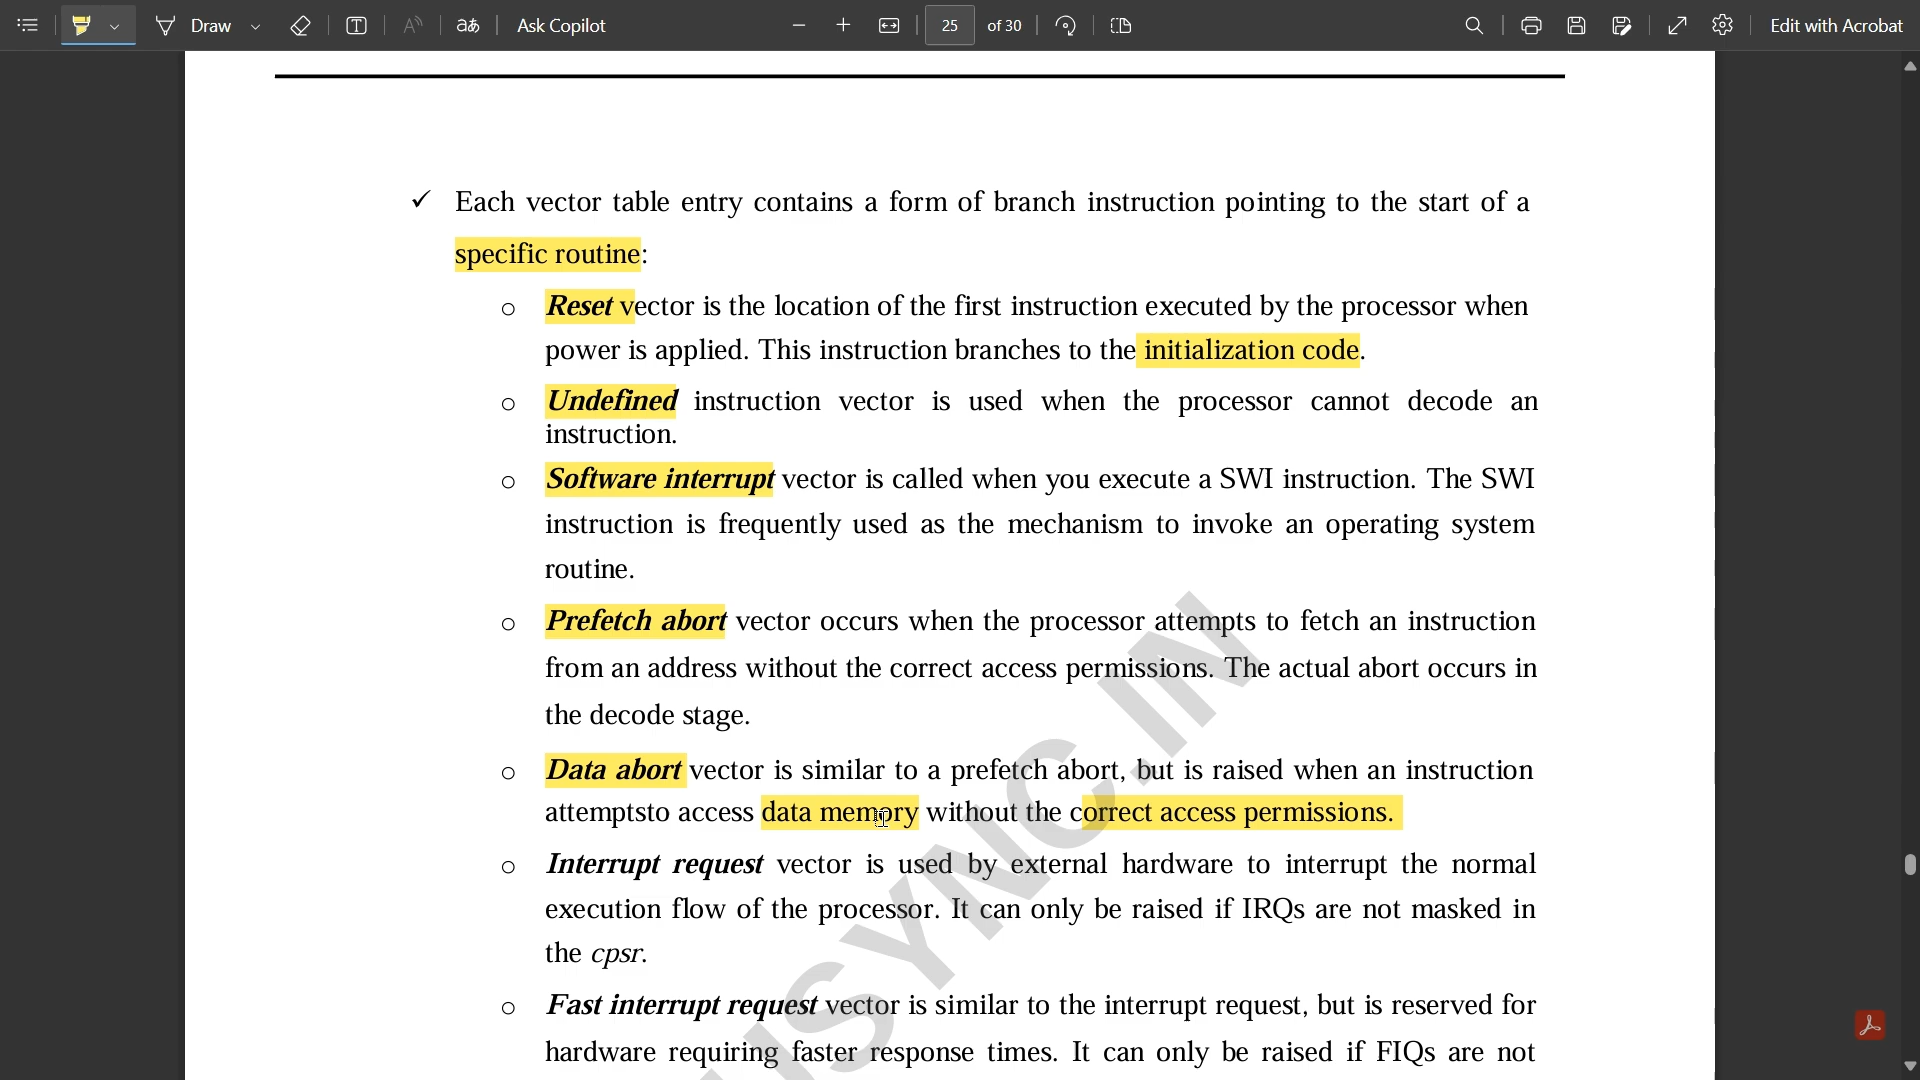 Draw
aあ
Ask Copilot
25
of 30
Edit with Acrobat
✓ Each vector table entry contains a form of branch instruction pointing to the start of a
specific routine:
o Reset vector is the location of the first instruction executed by the processor when
power is applied. This instruction branches to the initialization code.
o Undefined instruction vector is used when the processor cannot decode an
instruction.
o Software interrupt vector is called when you execute a SWI instruction. The SWI
instruction is frequently used as the mechanism to invoke an operating system
routine.
o Prefetch abort vector occurs when the processor attempts to fetch an instruction
from an address without the correct access permissions. The actual abort occurs in
the decode stage.
o Data abort vector is similar to a prefetch abort, but is raised when an instruction
attemptsto access data memory without the correct access permissions.
o Interrupt request vector is used by external hardware to interrupt the normal
execution flow of the processor. It can only be raised if IRQs are not masked in
the cpsr.
o Fast interrupt request vector is similar to the interrupt request, but is reserved for
hardware requiring faster response times. It can only be raised if FIQs are not
USYNC.IN